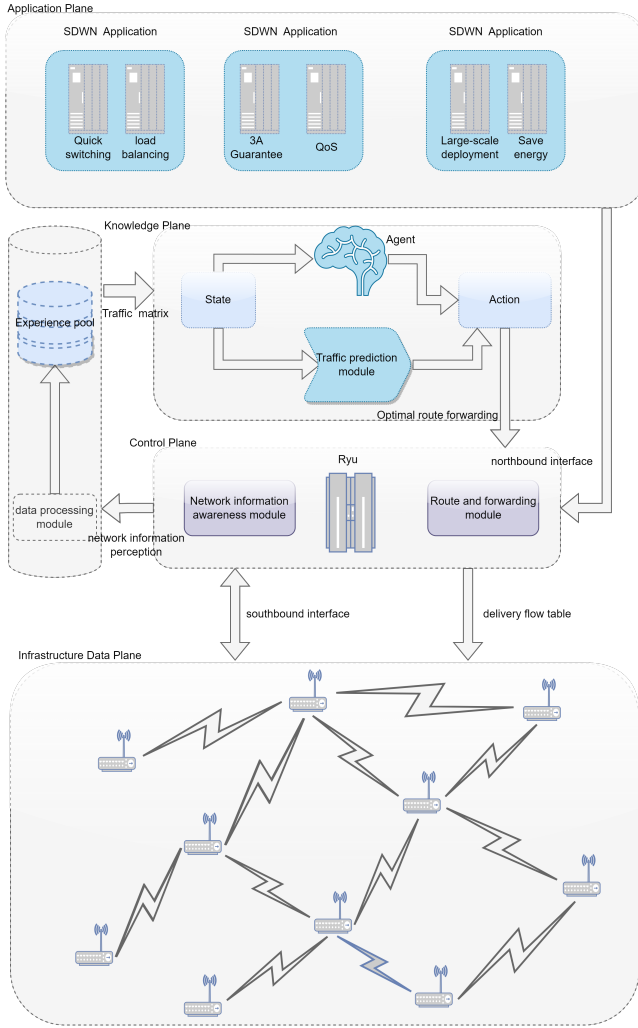 Application Plane
SDWN  Application
SDWN  Application
SDWN  Application
Quick
switching
load
balancing
3A
Guarantee
QoS
Large-scale
deployment
Save
energy
Knowledge Plane
Agent
State
Action
Experience pool
Traffic  matrix
Traffic prediction
module
Optimal route forwarding
Control Plane
northbound interface
Ryu
Network information
awareness module
Route and forwarding
module
data processing
module
network information
perception
southbound interface
delivery flow table
Infrastructure Data Plane